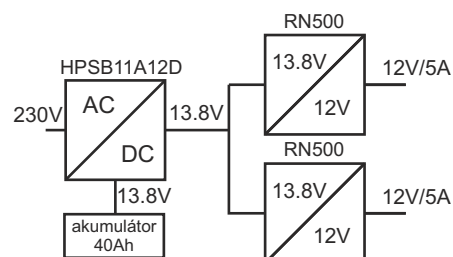 RN500
HPSB11A12D
13.8V
12V/5A
AC
230V
13.8V
12V
DC
RN500
13.8V
13.8V
12V/5A
akumulátor
40Ah
12V